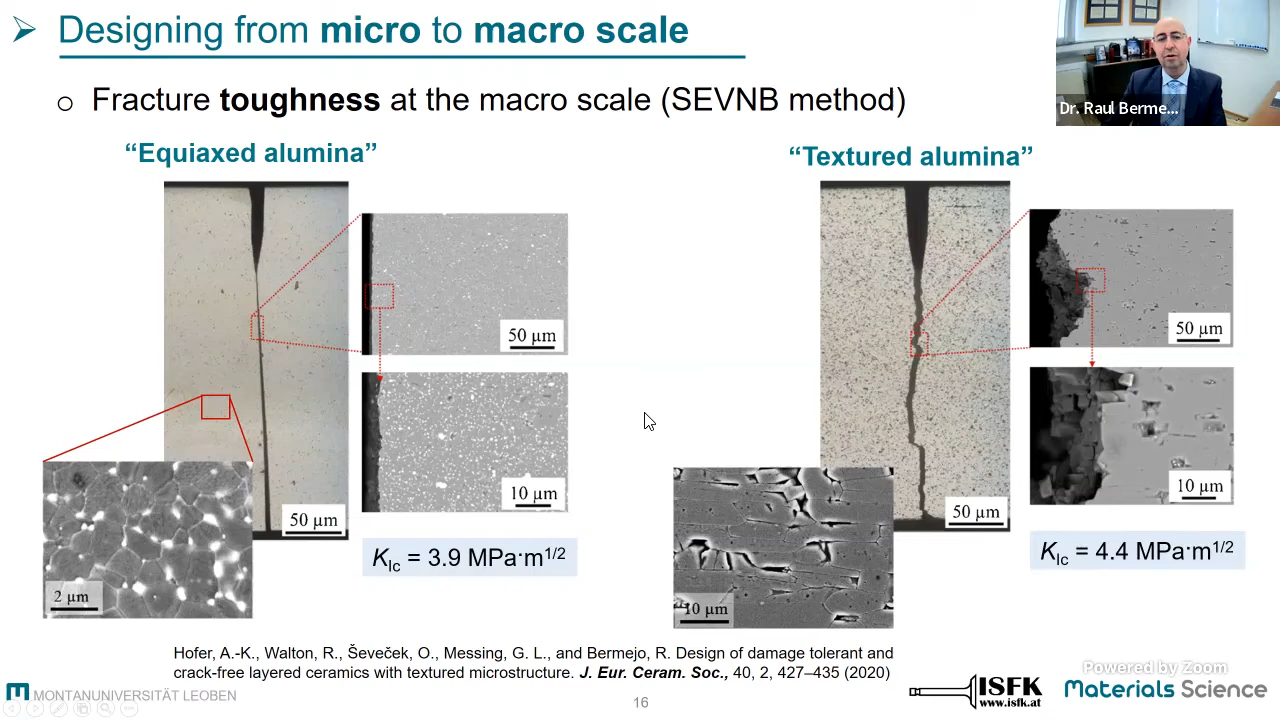 Designing from micro to macro scale
Dr. Raul Berme...
Fracture toughness at the macro scale (SEVNB method)
“Equiaxed alumina”
“Textured alumina”
50 µm
50 µm
10 µm
2 µm
50 µm
50 µm
10 µm
10 µm
KIc = 3.9 MPa·m1/2
KIc = 4.4 MPa·m1/2
Hofer, A.-K., Walton, R., Ševeček, O., Messing, G. L., and Bermejo, R. Design of damage tolerant and
crack-free layered ceramics with textured microstructure. J. Eur. Ceram. Soc., 40, 2, 427–435 (2020)
MONTANUNIVERSITÄT LEOBEN
16
ISFK
www.isfk.at
Powered by Zoom
Materials Science